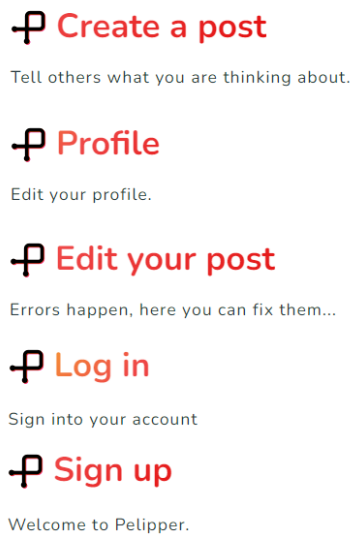 Create a post
Tell others what you are thinking about.
Profile
Edit your profile.
Edit your post
Errors happen, here you can fix them...
Log in
Sign into your account
Sign up
Welcome to Pelipper.